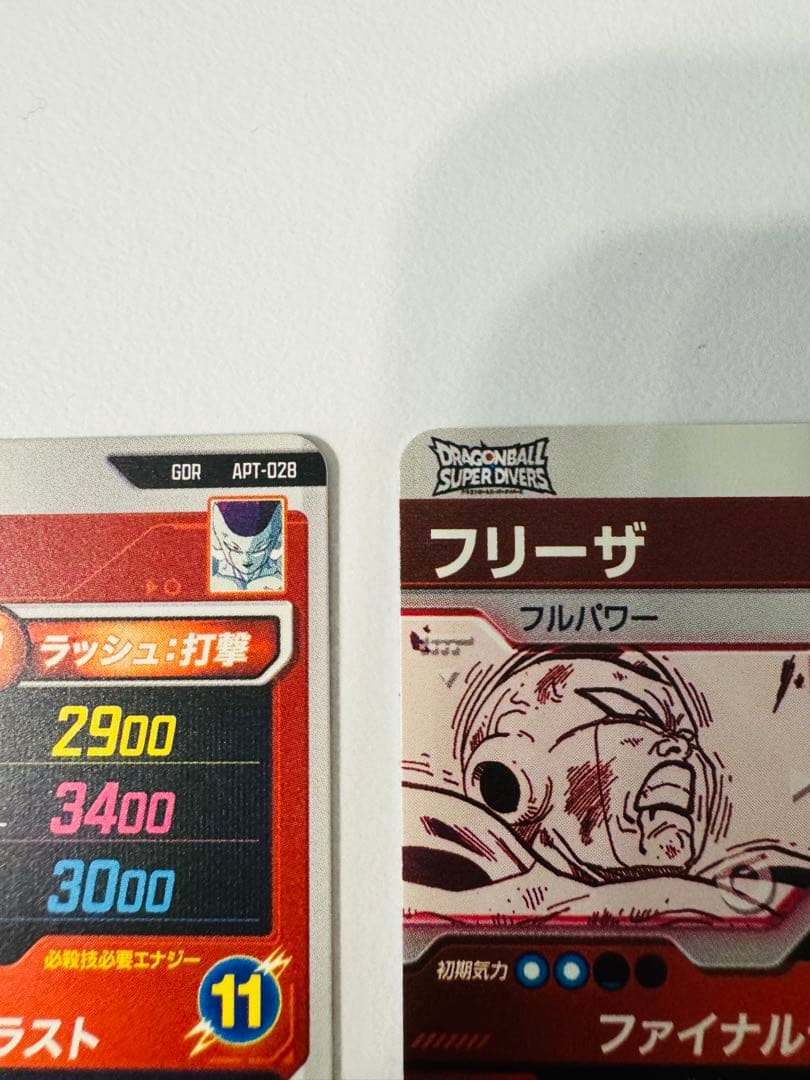 GDR APT-028
ラッシュ:打撃
2900
3400
3000
必殺技必要エナジー
11
ラスト
DRAGONBALL
SUPER DIVERS
フリーザ
フルパワー
初期気力
ファイナル